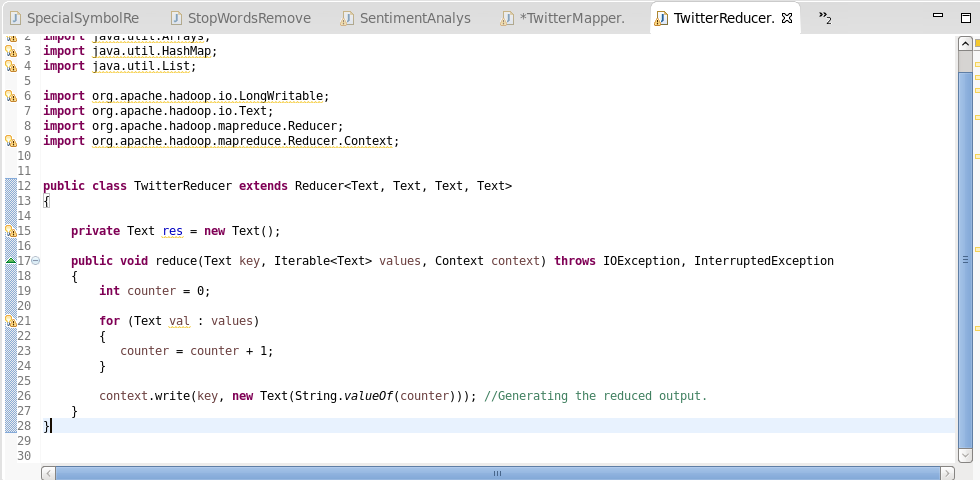 SpecialSymbolRe StopWordsRemove SentimentAnalys *TwitterMapper. TwitterReducer. »2
2 import java.util.Arrays;
3 import java.util.HashMap;
4 import java.util.List;
5
6 import org.apache.hadoop.io.LongWritable;
7 import org.apache.hadoop.io.Text;
8 import org.apache.hadoop.mapreduce.Reducer;
9 import org.apache.hadoop.mapreduce.Reducer.Context;
10
11
12 public class TwitterReducer extends Reducer<Text, Text, Text, Text>
13 {
14
15 private Text res = new Text();
16
17 public void reduce(Text key, Iterable<Text> values, Context context) throws IOException, InterruptedException
18 {
19 int counter = 0;
20
21 for (Text val : values)
22 {
23 counter = counter + 1;
24 }
25
26 context.write(key, new Text(String.valueOf(counter))); //Generating the reduced output.
27 }
28 }
29
30